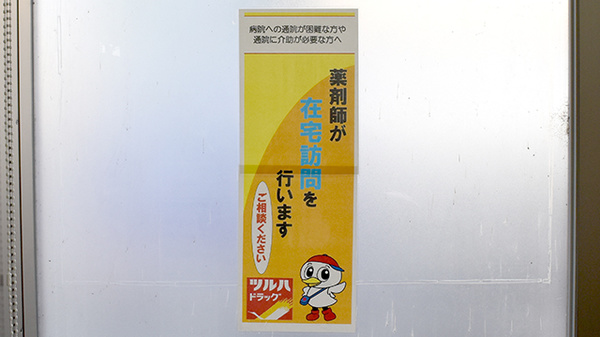 病院への通院が困難な方や
通院に介助が必要な方へ
薬剤師が
在宅訪問を
行います
ご相談ください
ツルハ
ドラッグ